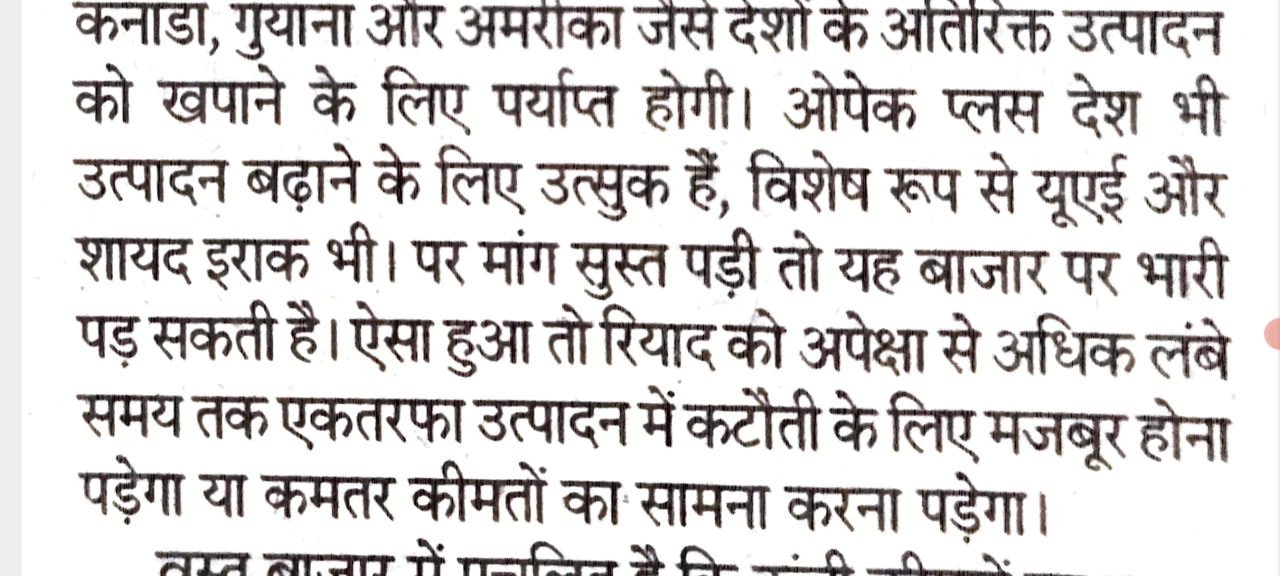 कनाडा, गुयाना और अमरीका जैसे देशों के अतिरिक्त उत्पादन
को खपाने के लिए पर्याप्त होगी। ओपेक प्लस देश भी
उत्पादन बढ़ाने के लिए उत्सुक हैं, विशेष रूप से यूएई और
शायद इराक भी। पर मांग सुस्त पड़ी तो यह बाजार पर भारी
पड़ सकती है। ऐसा हुआ तो रियाद को अपेक्षा से अधिक लंबे
समय तक एकतरफा उत्पादन में कटौती के लिए मजबूर होना
पड़ेगा या कमतर कीमतों का सामना करना पड़ेगा।